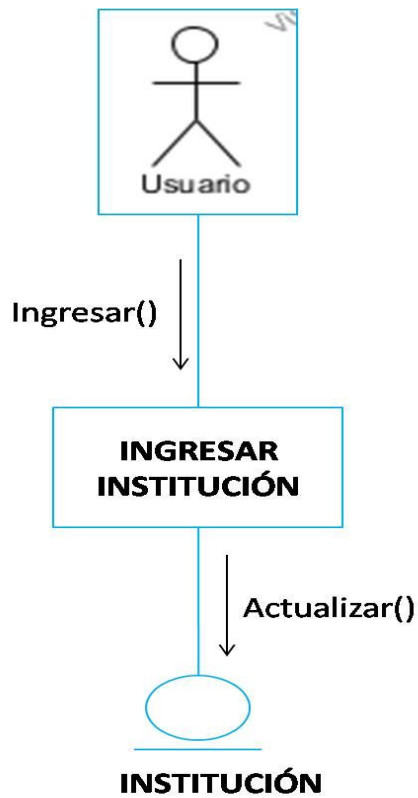 Usuario
Ingresar()
INGRESAR
INSTITUCIÓN
Actualizar()
INSTITUCIÓN